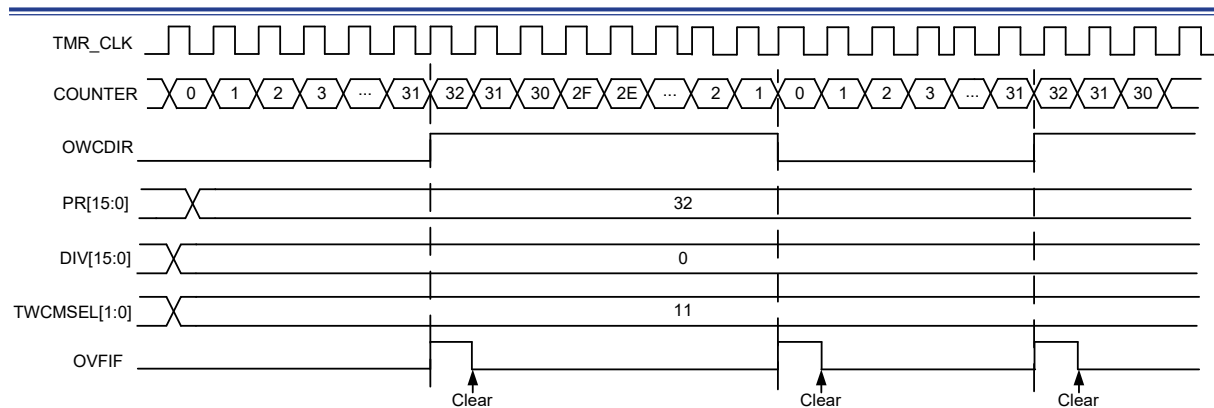 TMR_CLK
COUNTER 0 1 2 3 ... 31 32 31 30 2F 2E ... 2 1 0 1 2 3 ... 31 32 31 30
OWCDIR
PR[15:0] 32
DIV[15:0] 0
TWCMSEL[1:0] 11
OVFIF
Clear Clear Clear